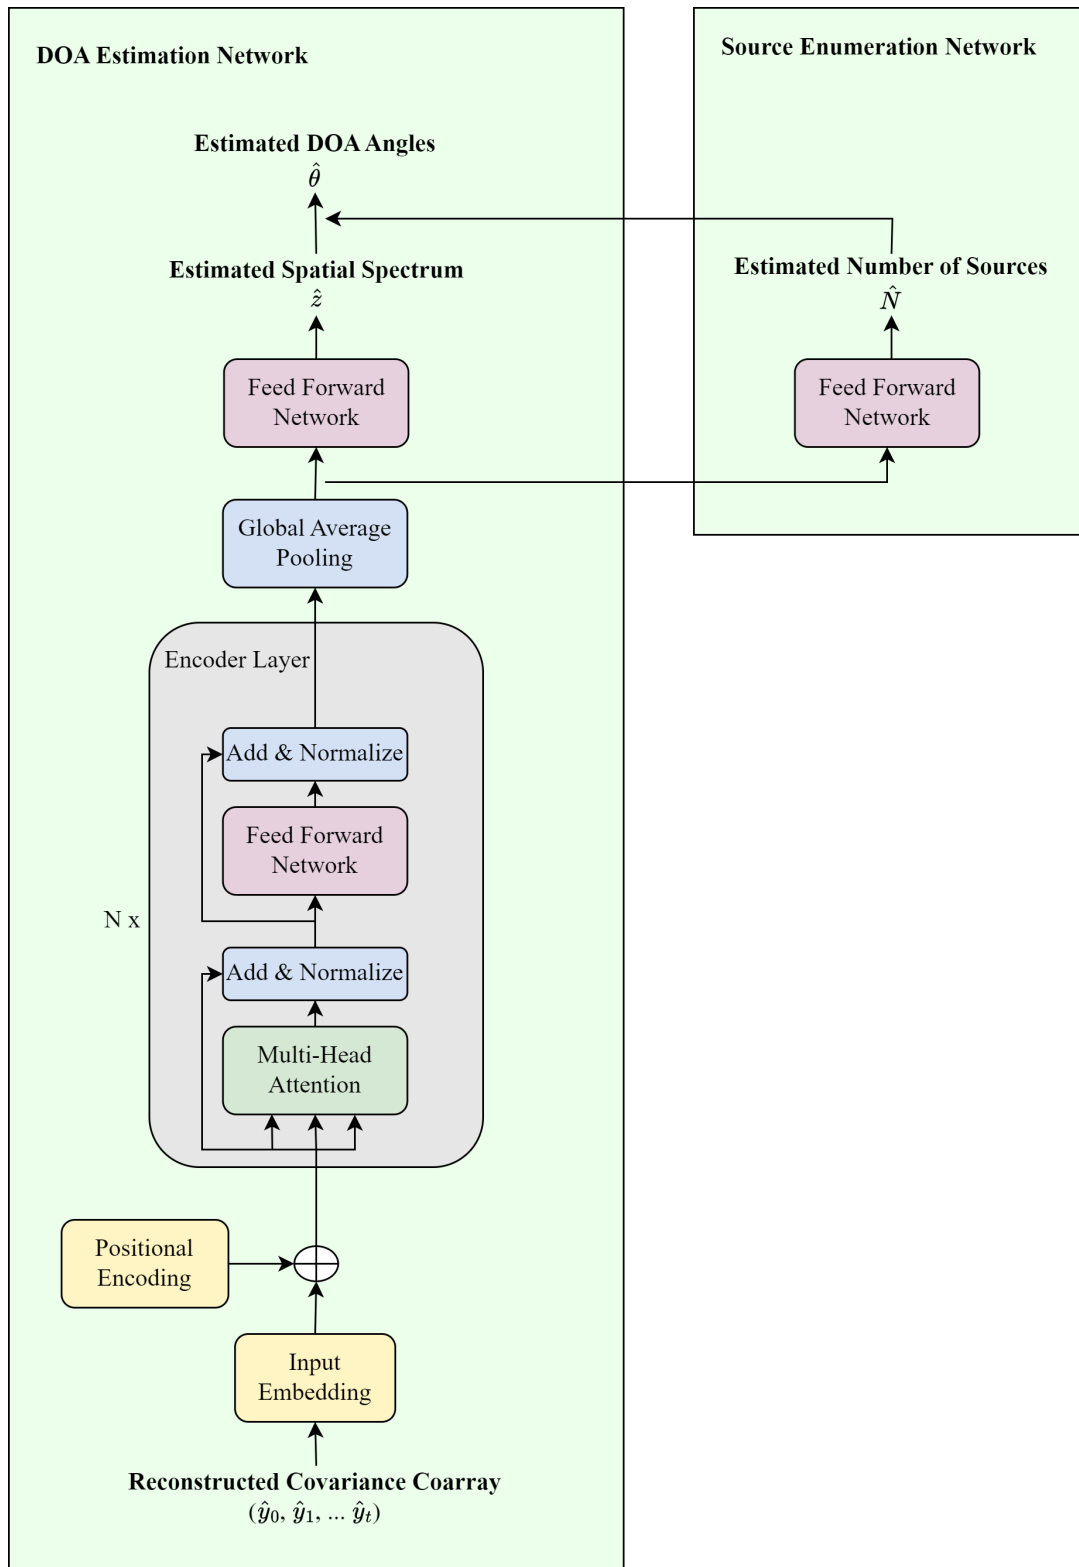 DOA Estimation Network
Source Enumeration Network
Estimated DOA Angles
θ̂
Estimated Spatial Spectrum
ẑ
Estimated Number of Sources
N̂
Feed Forward
Network
Feed Forward
Network
Global Average
Pooling
Encoder Layer
Add & Normalize
Feed Forward
Network
N x
Add & Normalize
Multi-Head
Attention
Positional
Encoding
Input
Embedding
Reconstructed Covariance Coarray
(ŷ₀, ŷ₁, ... ŷₜ)